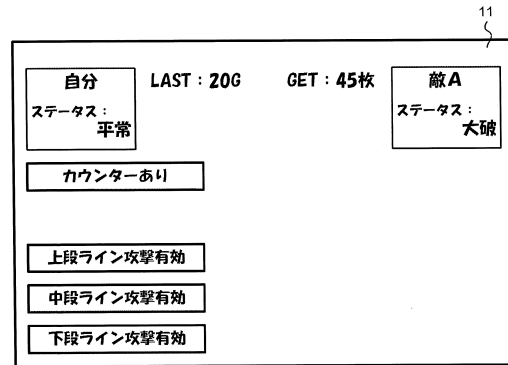 11
自分
ステータス：
平常
LAST：20G
GET：45枚
敵A
ステータス：
大破
カウンターあり
上段ライン攻撃有効
中段ライン攻撃有効
下段ライン攻撃有効